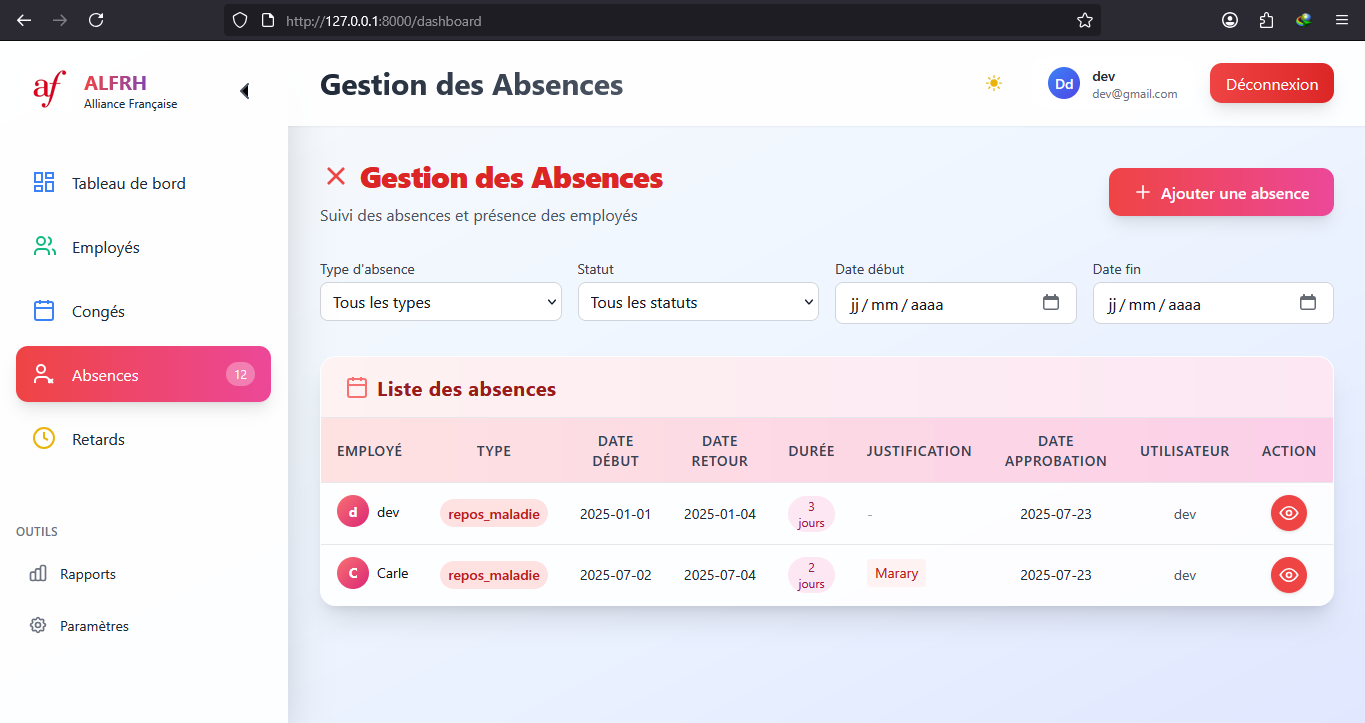 http://127.0.0.1:8000/dashboard
af
ALFRH
Alliance Française
Gestion des Absences
Dd
dev
dev@gmail.com
Déconnexion
Tableau de bord
Employés
Congés
Absences
12
Retards
OUTILS
Rapports
Paramètres
Gestion des Absences
Suivi des absences et présence des employés
Ajouter une absence
Type d'absence
Statut
Date début
Date fin
Tous les types
Tous les statuts
jj / mm / aaaa
jj / mm / aaaa
Liste des absences
EMPLOYÉ
TYPE
DATE
DÉBUT
DATE
RETOUR
DURÉE
JUSTIFICATION
DATE
APPROBATION
UTILISATEUR
ACTION
d
dev
repos_maladie
2025-01-01
2025-01-04
3
jours
-
2025-07-23
dev
C
Carle
repos_maladie
2025-07-02
2025-07-04
2
jours
Marary
2025-07-23
dev